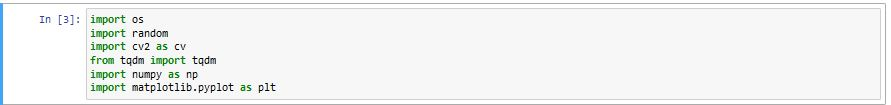 In [3]: import os
import random
import cv2 as cv
from tqdm import tqdm
import numpy as np
import matplotlib.pyplot as plt